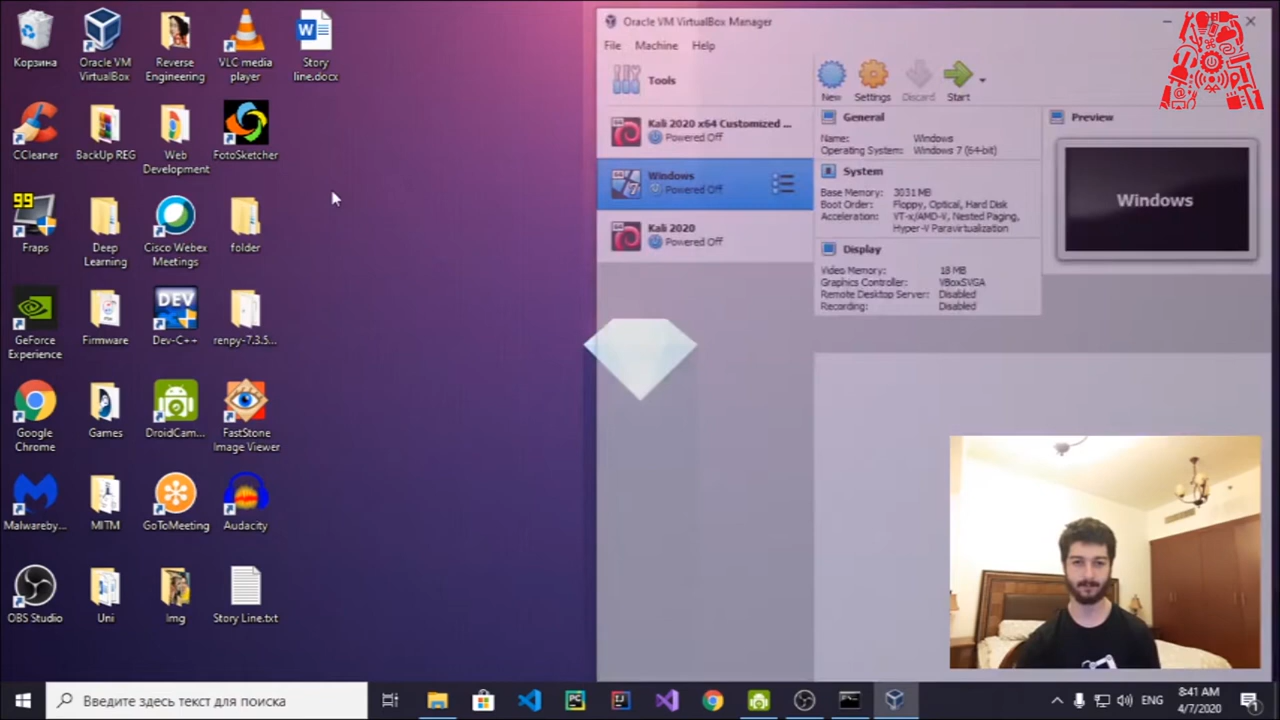 Корзина
Oracle VM
VirtualBox
Reverse
Engineering
VLC media
player
Story
line.docx
CCleaner
BackUp REG
Web
Development
FotoSketcher
99
Fraps
Deep
Learning
Cisco Webex
Meetings
folder
GeForce
Experience
Firmware
DEV
Dev-C++
renpy-7.3.5...
Google
Chrome
Games
DroidCam...
FastStone
Image Viewer
Malwareby...
MITM
GoToMeeting
Audacity
OBS Studio
Uni
Img
Story Line.txt
Oracle VM VirtualBox Manager
File Machine Help
Tools
New Settings Discard Start
Kali 2020 x64 Customized ...
Powered Off
Windows
Powered Off
Kali 2020
Powered Off
General
Name: Windows
Operating System: Windows 7 (64-bit)
System
Base Memory: 3031 MB
Boot Order: Floppy, Optical, Hard Disk
Acceleration: VT-x/AMD-V, Nested Paging,
Hyper-V Paravirtualization
Display
Video Memory: 18 MB
Graphics Controller: VBoxSVGA
Remote Desktop Server: Disabled
Recording: Disabled
Preview
Windows
Введите здесь текст для поиска
ENG
8:41 AM
4/7/2020